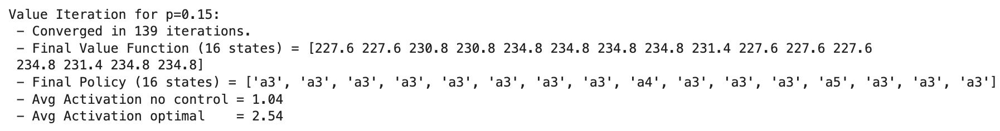 Value Iteration for p=0.15:
 - Converged in 139 iterations.
 - Final Value Function (16 states) = [227.6 227.6 230.8 230.8 234.8 234.8 234.8 234.8 231.4 227.6 227.6 227.6
 234.8 231.4 234.8 234.8]
 - Final Policy (16 states) = ['a3', 'a3', 'a3', 'a3', 'a3', 'a3', 'a3', 'a3', 'a4', 'a3', 'a3', 'a3', 'a5', 'a3', 'a3', 'a3']
 - Avg Activation no control = 1.04
 - Avg Activation optimal    = 2.54